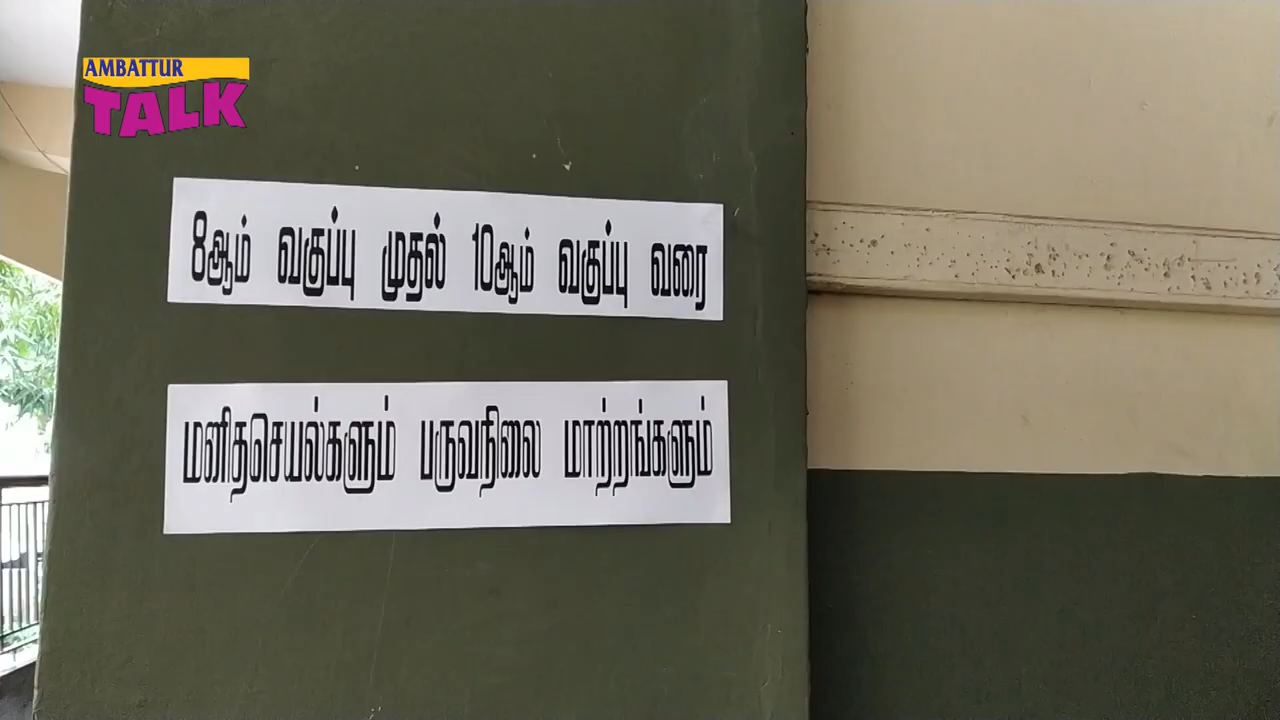 AMBATTUR
TALK
8ஆம் வகுப்பு முதல் 10ஆம் வகுப்பு வரை
மனிதசெயல்களும் பருவநிலை மாற்றங்களும்